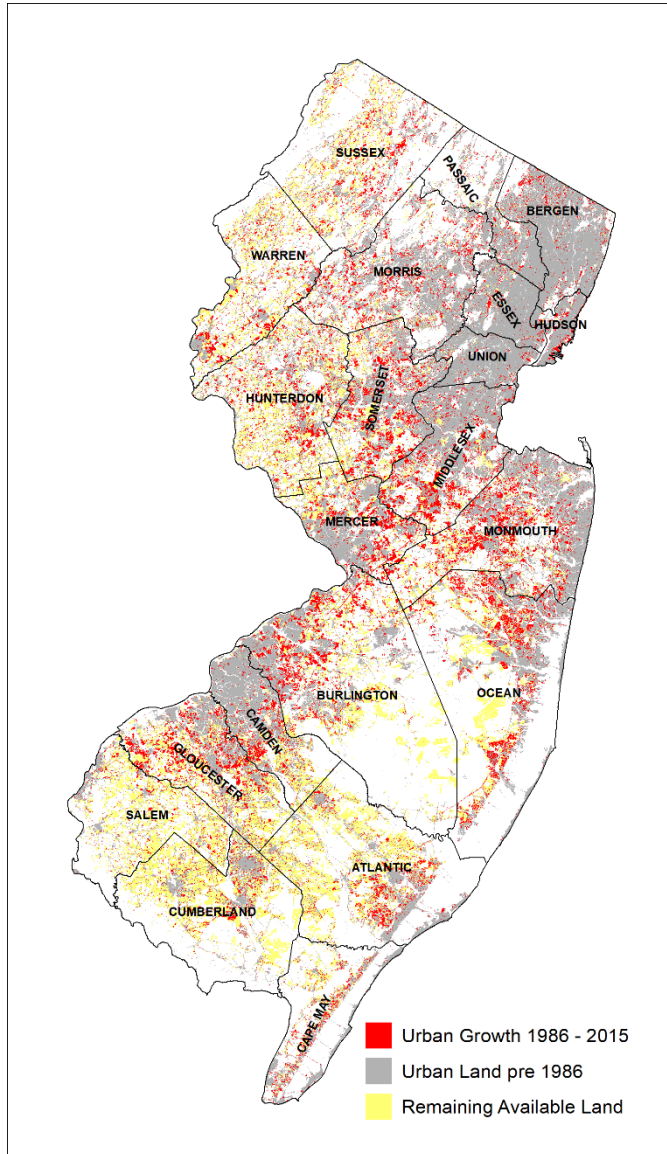 SUSSEX
PASSAIC
BERGEN
WARREN
MORRIS
ESSEX
HUDSON
UNION
HUNTERDON
SOMERSET
MIDDLESEX
MERCER
MONMOUTH
BURLINGTON
OCEAN
CAMDEN
GLOUCESTER
SALEM
ATLANTIC
CUMBERLAND
CAPE MAY
Urban Growth 1986 - 2015
Urban Land pre 1986
Remaining Available Land